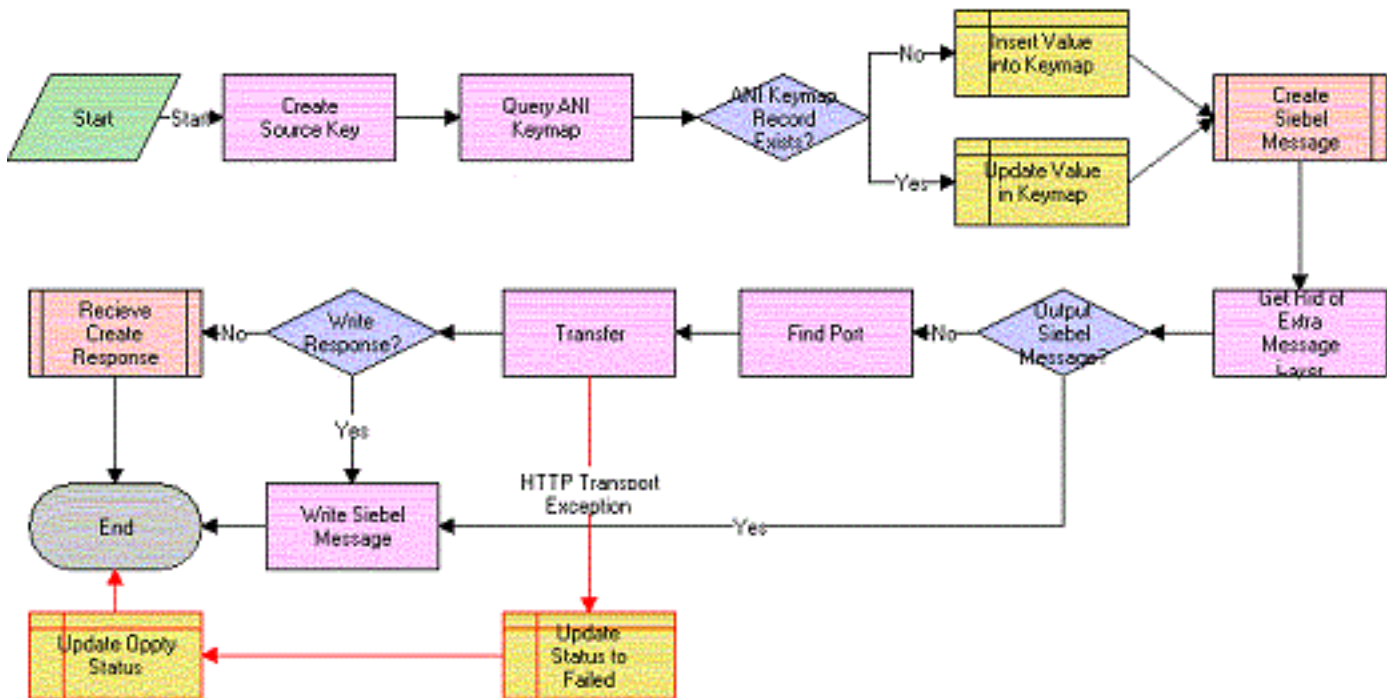 Start
Start
Create
Source Key
Query ANI
Keymap
ANI Keymap
Record
Exists?
No
Yes
Insert Value
into Keymap
Update Value
in Keymap
Create
Siebel
Message
Get Rid of
Extra
Message
Layer
Output
Siebel
Message?
No
Yes
Find Port
Transfer
HTTP Transport
Exception
Write
Response?
No
Yes
Recieve
Create
Response
Write Siebel
Message
End
Update
Status to
Failed
Update Oppty
Status